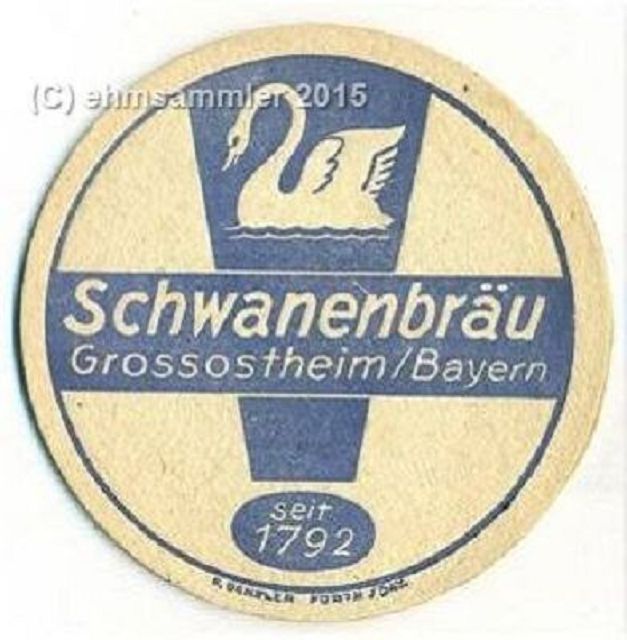 (C) ehmsammler 2015
Schwanenbräu
Grossostheim/Bayern
seit
1792